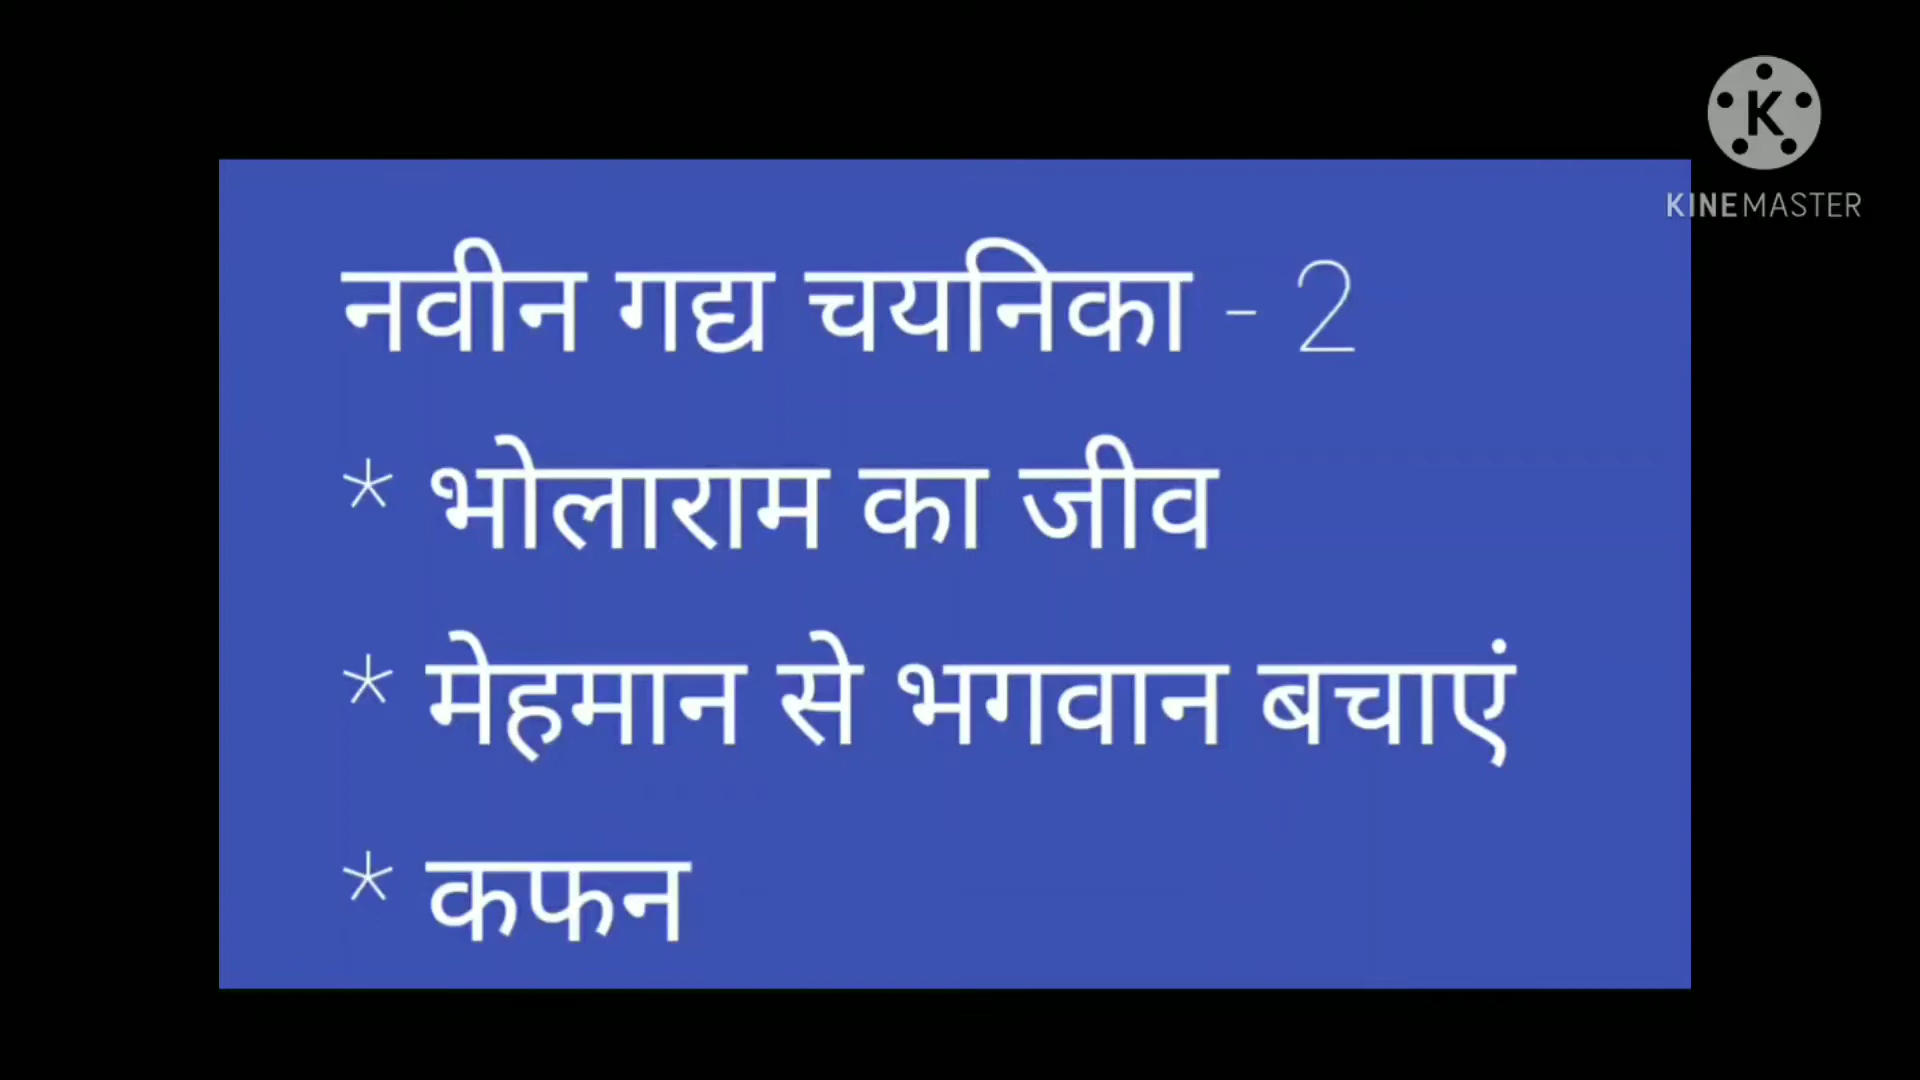 K
KINEMASTER
नवीन गद्य चयनिका - 2
* भोलाराम का जीव
* मेहमान से भगवान बचाएं
* कफन